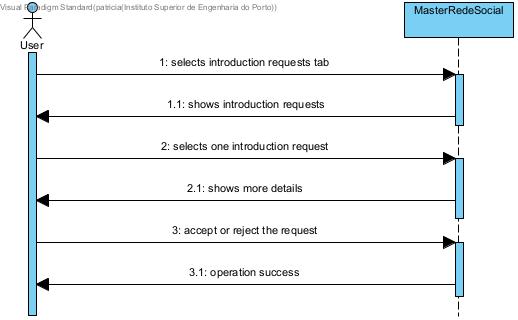 Visual Paradigm Standard(patricia(Instituto Superior de Engenharia do Porto))
MasterRedeSocial
User
1: selects introduction requests tab
1.1: shows introduction requests
2: selects one introduction request
2.1: shows more details
3: accept or reject the request
3.1: operation success